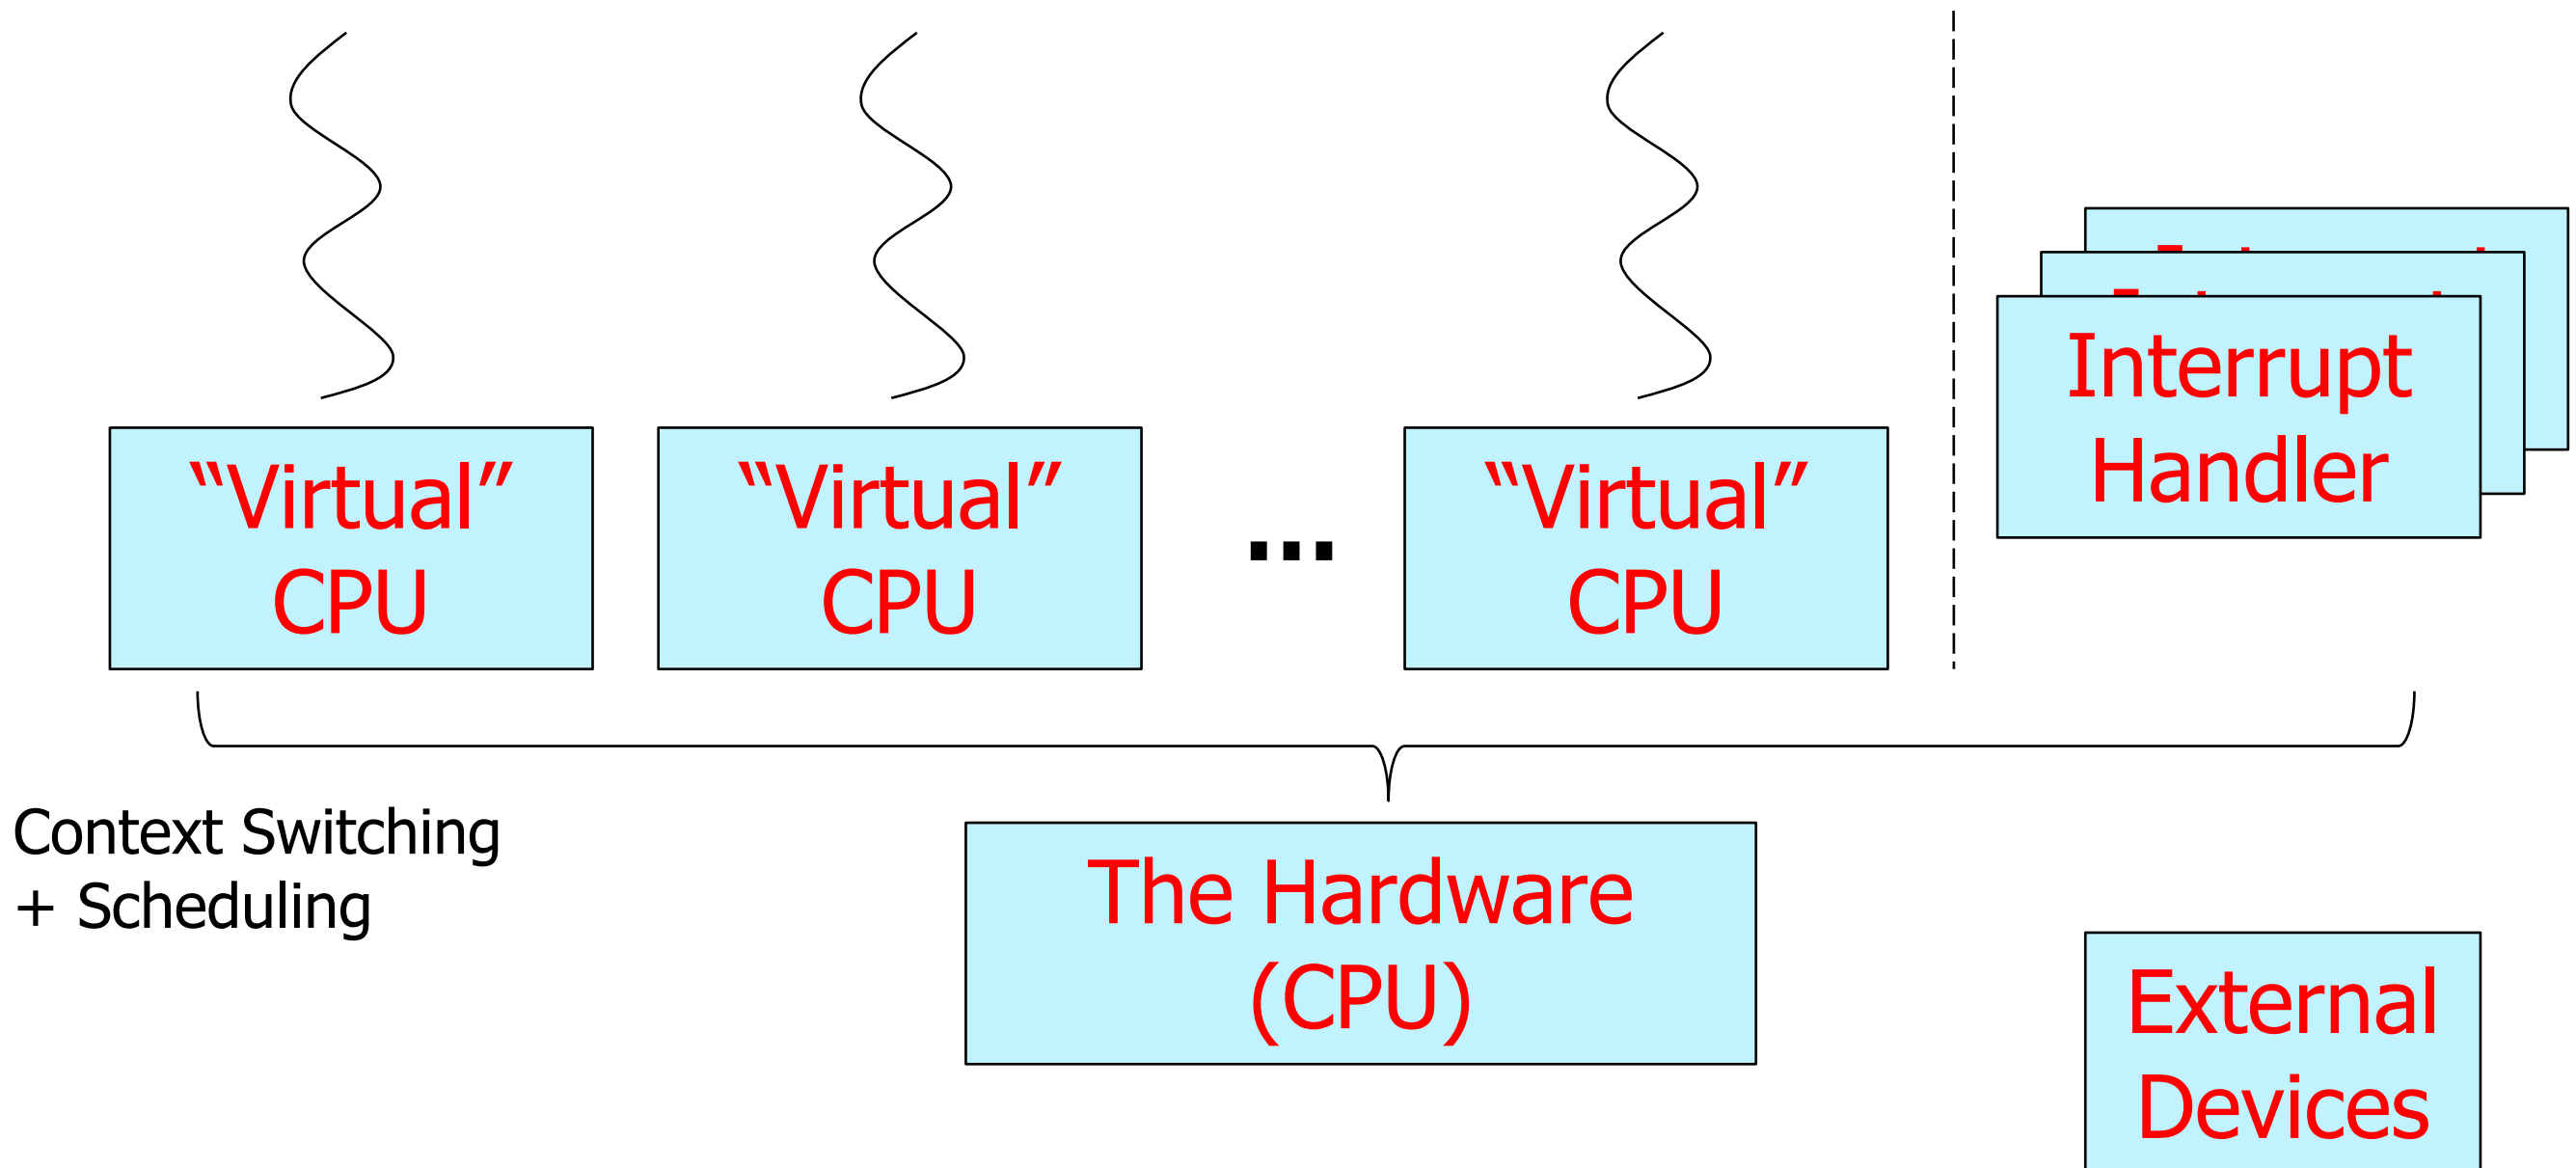 “Virtual”
CPU
“Virtual”
CPU
...
“Virtual”
CPU
Interrupt
Handler
Context Switching
+ Scheduling
The Hardware
(CPU)
External
Devices